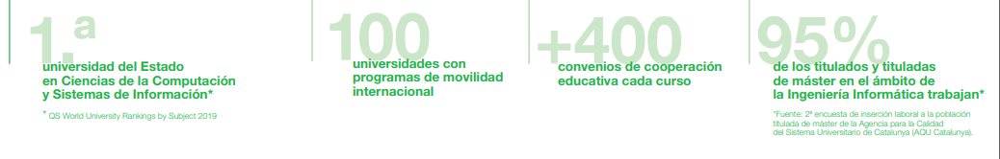 1.ª
universidad del Estado
en Ciencias de la Computación
y Sistemas de Información*
* QS World University Rankings by Subject 2019
100
universidades con
programas de movilidad
internacional
+400
convenios de cooperación
educativa cada curso
95%
de los titulados y tituladas
de máster en el ámbito de
la Ingeniería Informática trabajan*
*Fuente: 2ª encuesta de inserción laboral a la población
titulada de máster de la Agencia para la Calidad
del Sistema Universitario de Catalunya (AQU Catalunya).